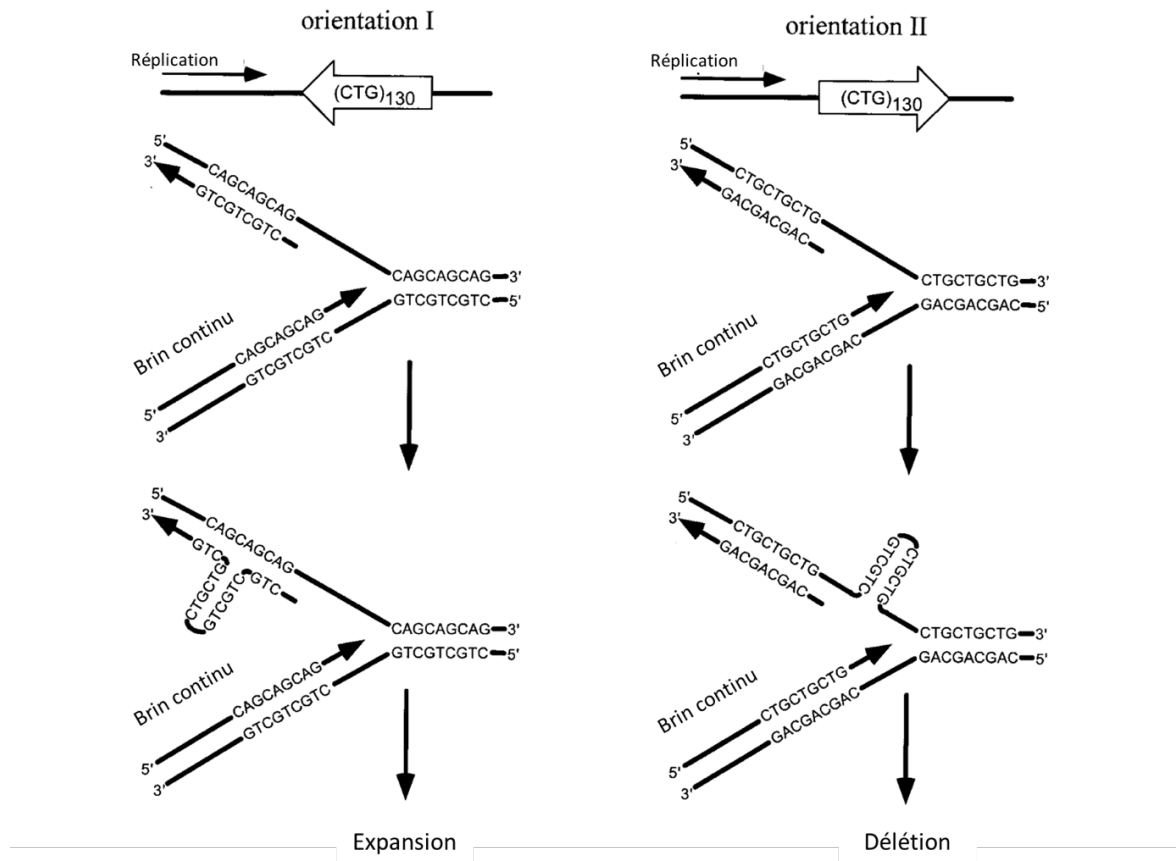 orientation I
Réplication
(CTG)130
5'
3'
CAGCAGCAG
GTCGTCGTC
CAGCAGCAG 3'
GTCGTCGTC 5'
Brin continu
CAGCAGCAG
GTCGTCGTC
5'
3'
5'
3'
CAGCAGCAG
GTC
CTGCTG
GTCGTC
GTC
CAGCAGCAG 3'
GTCGTCGTC 5'
Brin continu
CAGCAGCAG
GTCGTCGTC
5'
3'
Expansion
orientation II
Réplication
(CTG)130
5'
3'
CTGCTGCTG
GACGACGAC
CTGCTGCTG 3'
GACGACGAC 5'
Brin continu
CTGCTGCTG
GACGACGAC
5'
3'
5'
3'
CTGCTGCTG
GACGACGAC
GTCGTC
CTGCTG
CTGCTGCTG 3'
GACGACGAC 5'
Brin continu
CTGCTGCTG
GACGACGAC
5'
3'
Délétion